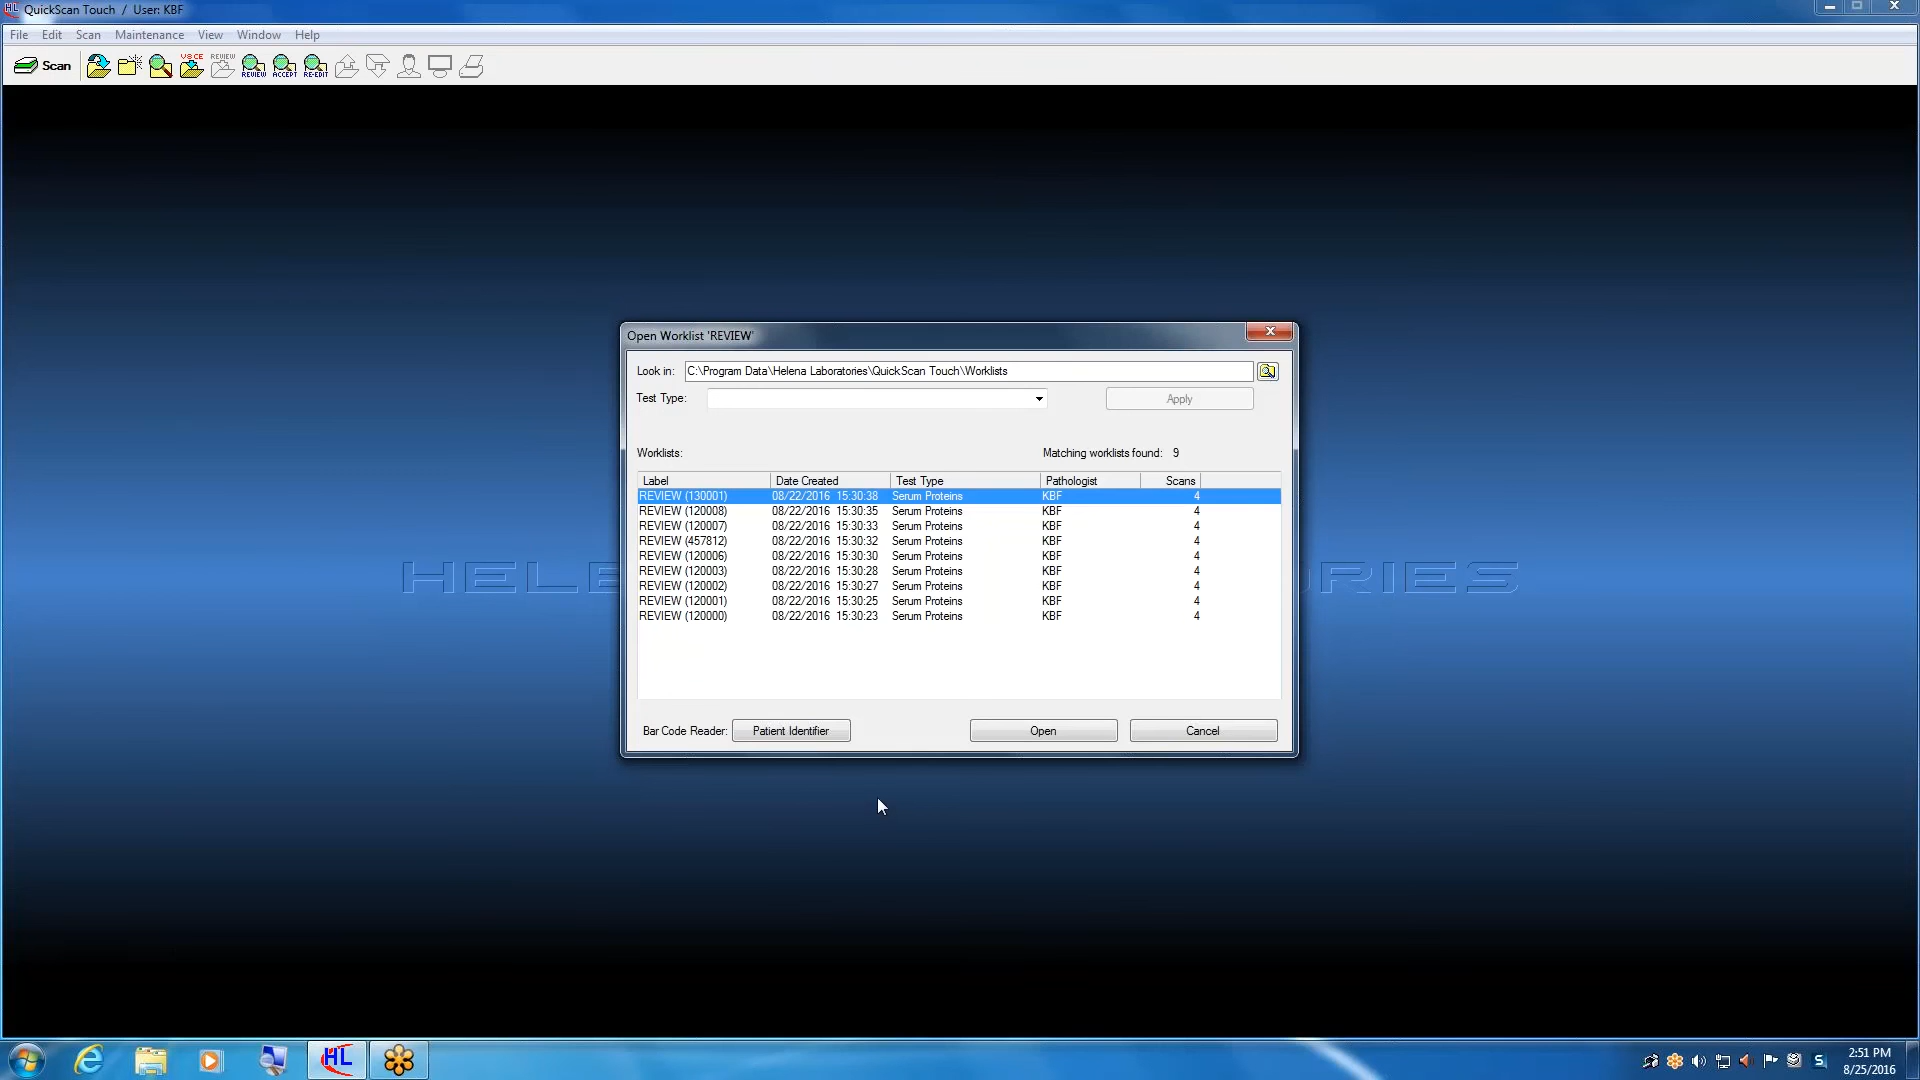 QuickScan Touch / User: KBF
File Edit Scan Maintenance View Window Help
Scan VOCE REVIEW REVIEW ACCEPT RE-EDIT
Open Worklist 'REVIEW'
Look in: C:\Program Data\Helena Laboratories\QuickScan Touch\Worklists
Test Type: Apply
Worklists: Matching worklists found: 9
Label Date Created Test Type Pathologist Scans
REVIEW (130001) 08/22/2016 15:30:38 Serum Proteins KBF 4
REVIEW (120008) 08/22/2016 15:30:35 Serum Proteins KBF 4
REVIEW (120007) 08/22/2016 15:30:33 Serum Proteins KBF 4
REVIEW (457812) 08/22/2016 15:30:32 Serum Proteins KBF 4
REVIEW (120006) 08/22/2016 15:30:30 Serum Proteins KBF 4
REVIEW (120003) 08/22/2016 15:30:28 Serum Proteins KBF 4
REVIEW (120002) 08/22/2016 15:30:27 Serum Proteins KBF 4
REVIEW (120001) 08/22/2016 15:30:25 Serum Proteins KBF 4
REVIEW (120000) 08/22/2016 15:30:23 Serum Proteins KBF 4
HELE RIES
Bar Code Reader: Patient Identifier Open Cancel
HL S 2:51 PM
8/25/2016